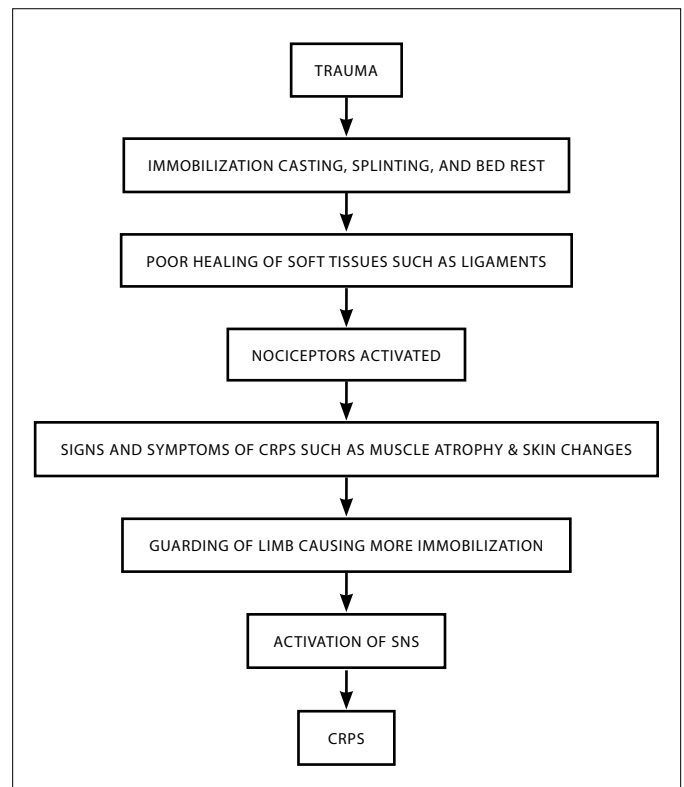 TRAUMA
IMMOBILIZATION CASTING, SPLINTING, AND BED REST
POOR HEALING OF SOFT TISSUES SUCH AS LIGAMENTS
NOCICEPTORS ACTIVATED
SIGNS AND SYMPTOMS OF CRPS SUCH AS MUSCLE ATROPHY & SKIN CHANGES
GUARDING OF LIMB CAUSING MORE IMMOBILIZATION
ACTIVATION OF SNS
CRPS